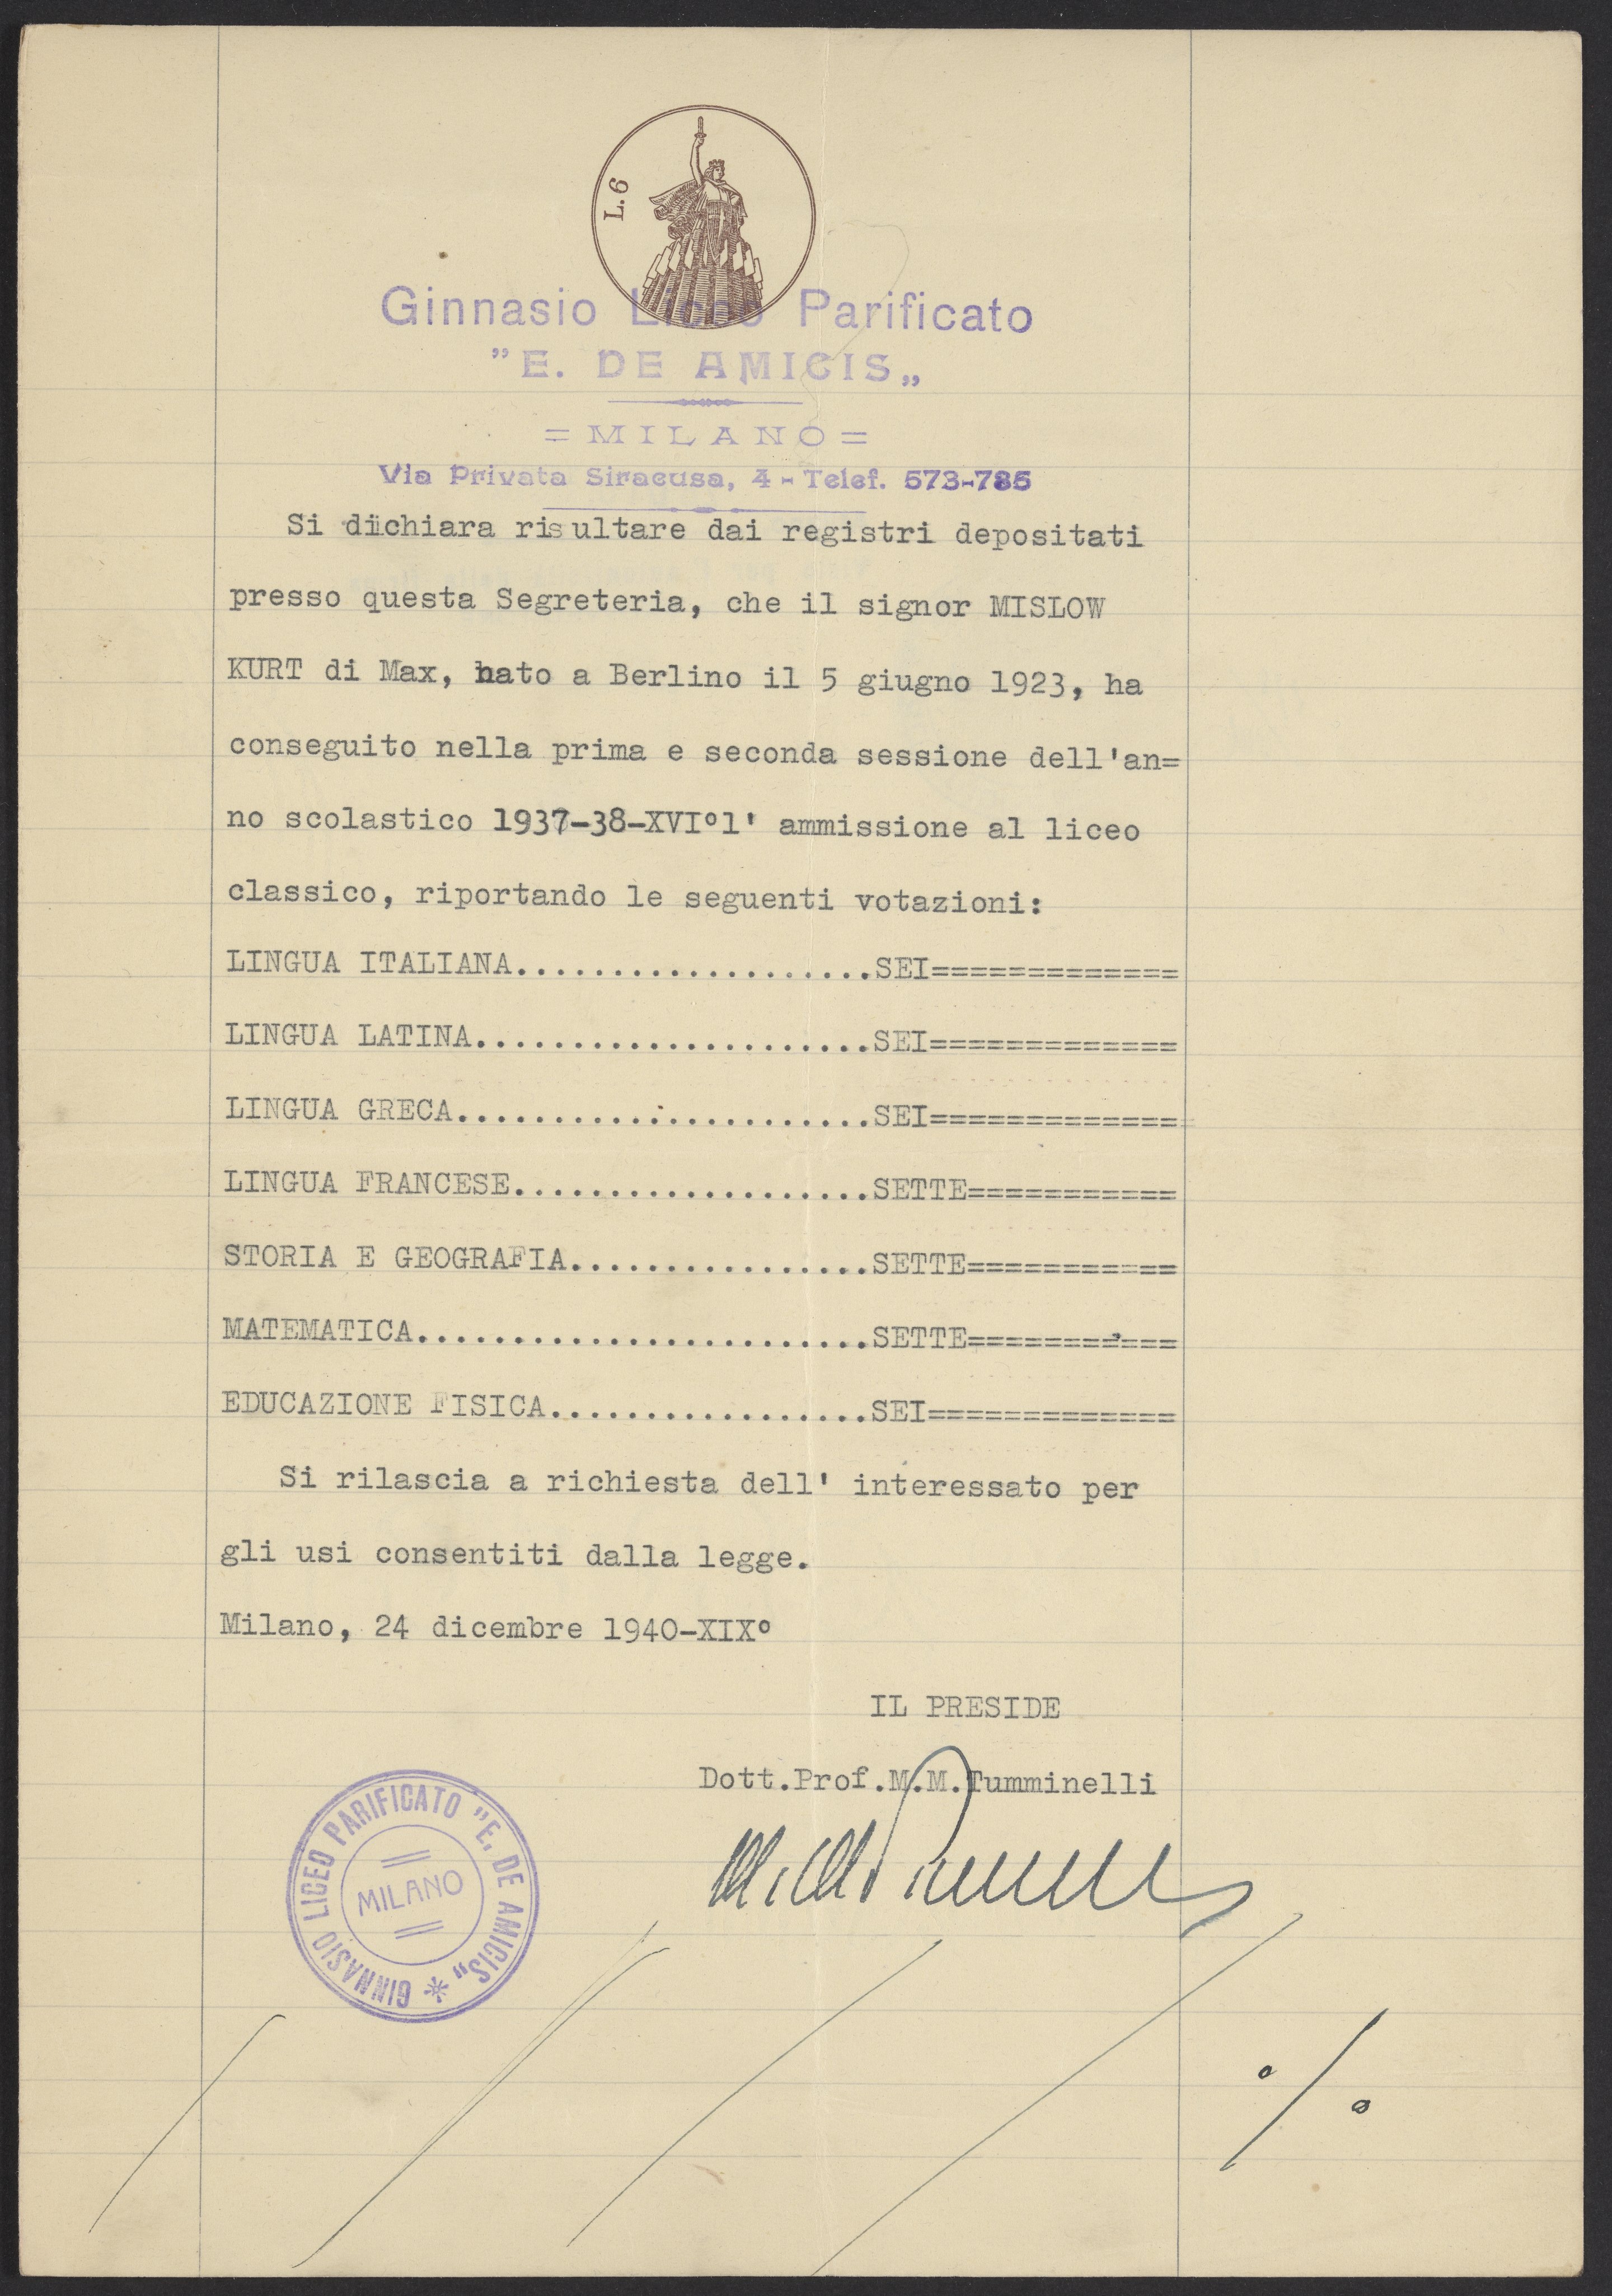 L. 6
Ginnasio Liceo Parificato
"E. DE AMICIS„
= MILANO =
Via Privata Siracusa, 4 - Telef. 573-785
Si diichiara risultare dai registri depositati
presso questa Segreteria, che il signor MISLOW
KURT di Max, nato a Berlino il 5 giugno 1923, ha
conseguito nella prima e seconda sessione dell'an=
no scolastico 1937-38-XVI°l' ammissione al liceo
classico, riportando le seguenti votazioni:
LINGUA ITALIANA...................SEI=============
LINGUA LATINA.....................SEI=============
LINGUA GRECA......................SEI=============
LINGUA FRANCESE...................SETTE===========
STORIA E GEOGRAFIA................SETTE===========
MATEMATICA........................SETTE===========
EDUCAZIONE FISICA.................SEI=============
Si rilascia a richiesta dell' interessato per
gli usi consentiti dalla legge.
Milano, 24 dicembre 1940-XIX°
IL PRESIDE
Dott.Prof.M.M.Tumminelli
GINNASIO LICEO PARIFICATO "E. DE AMICIS„ *
= MILANO =
°/°